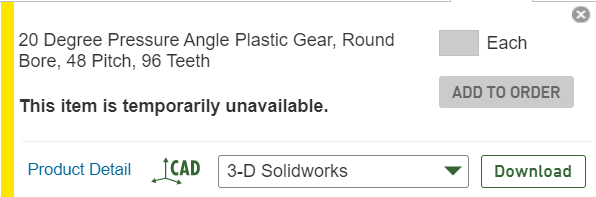 20 Degree Pressure Angle Plastic Gear, Round
Bore, 48 Pitch, 96 Teeth
Each
ADD TO ORDER
This item is temporarily unavailable.
Product Detail
CAD
3-D Solidworks
Download